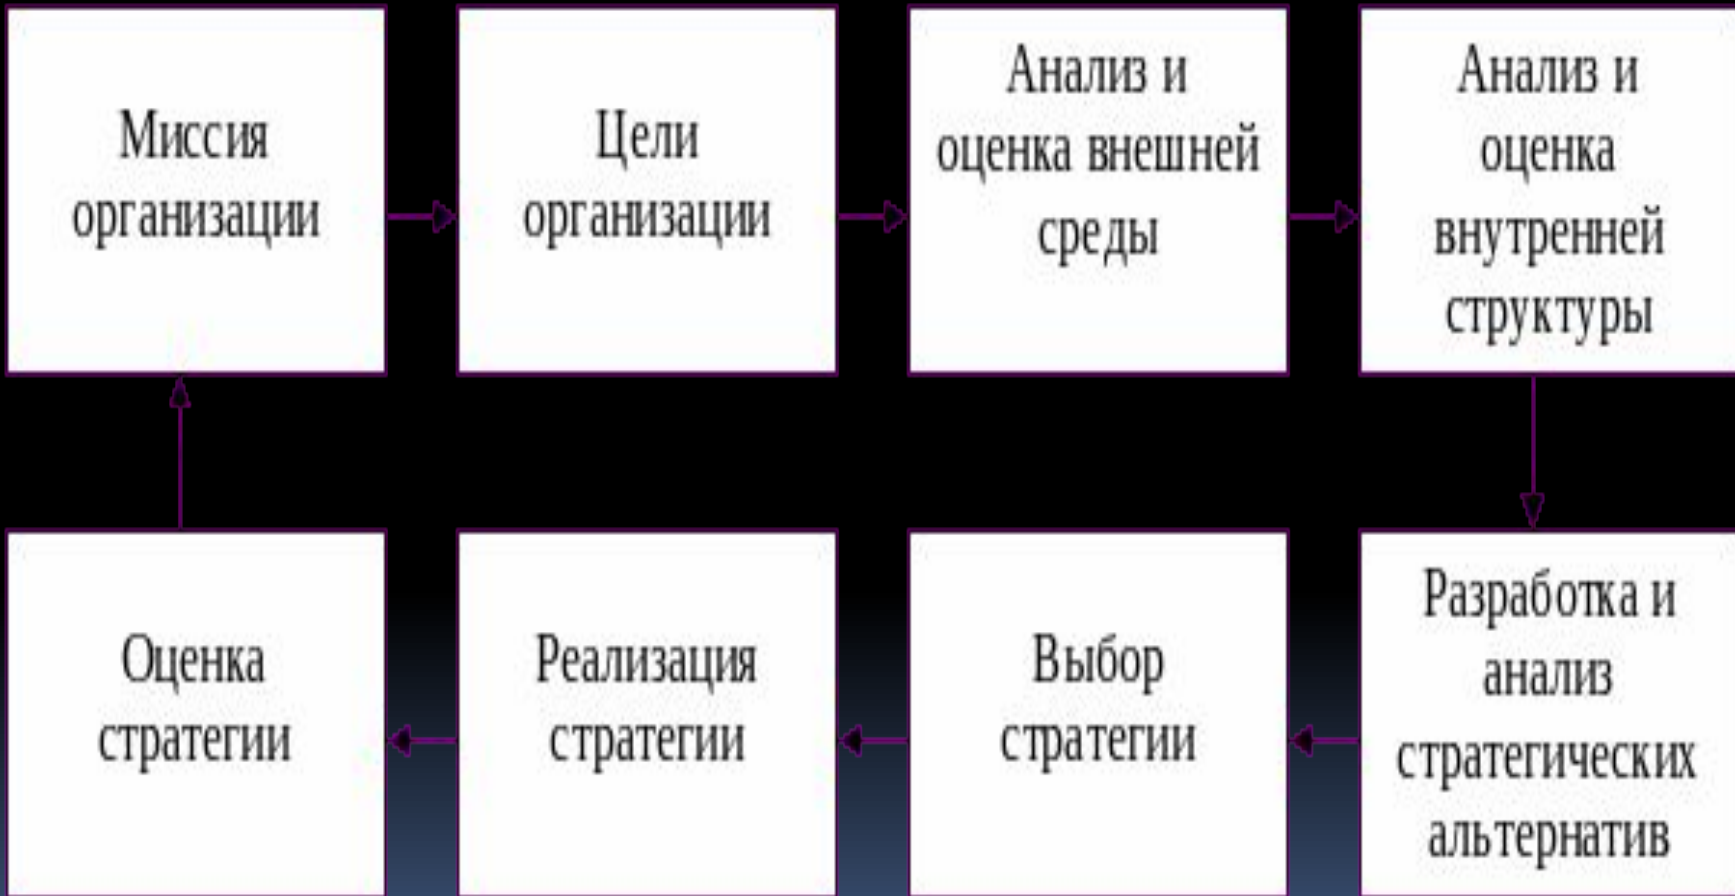 Миссия
организации
Цели
организации
Анализ и
оценка внешней
среды
Анализ и
оценка
внутренней
структуры
Оценка
стратегии
Реализация
стратегии
Выбор
стратегии
Разработка и
анализ
стратегических
альтернатив